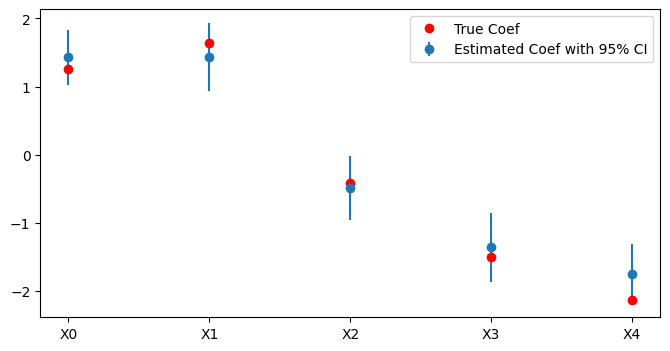 2
1
0
−1
−2
True Coef
Estimated Coef with 95% CI
X0 X1 X2 X3 X4